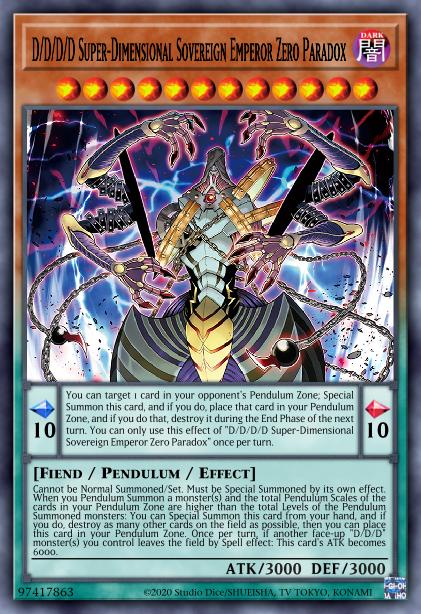 D/D/D/D Super-Dimensional Sovereign Emperor Zero Paradox
DARK
闇
You can target 1 card in your opponent's Pendulum Zone; Special
Summon this card, and if you do, place that card in your Pendulum
Zone, and if you do that, destroy it during the End Phase of the next
turn. You can only use this effect of "D/D/D/D Super-Dimensional
Sovereign Emperor Zero Paradox" once per turn.
10
10
[Fiend / Pendulum / Effect]
Cannot be Normal Summoned/Set. Must be Special Summoned by its own effect.
When you Pendulum Summon a monster(s) and the total Pendulum Scales of the
cards in your Pendulum Zone are higher than the total Levels of the Pendulum
Summoned monsters: You can Special Summon this card from your hand, and if
you do, destroy as many other cards on the field as possible, then you can place
this card in your Pendulum Zone. Once per turn, if another face-up "D/D"
monster(s) you control leaves the field by Spell effect: This card's ATK becomes
6000.
ATK/3000 DEF/3000
97417863
©2020 Studio Dice/SHUEISHA, TV TOKYO, KONAMI